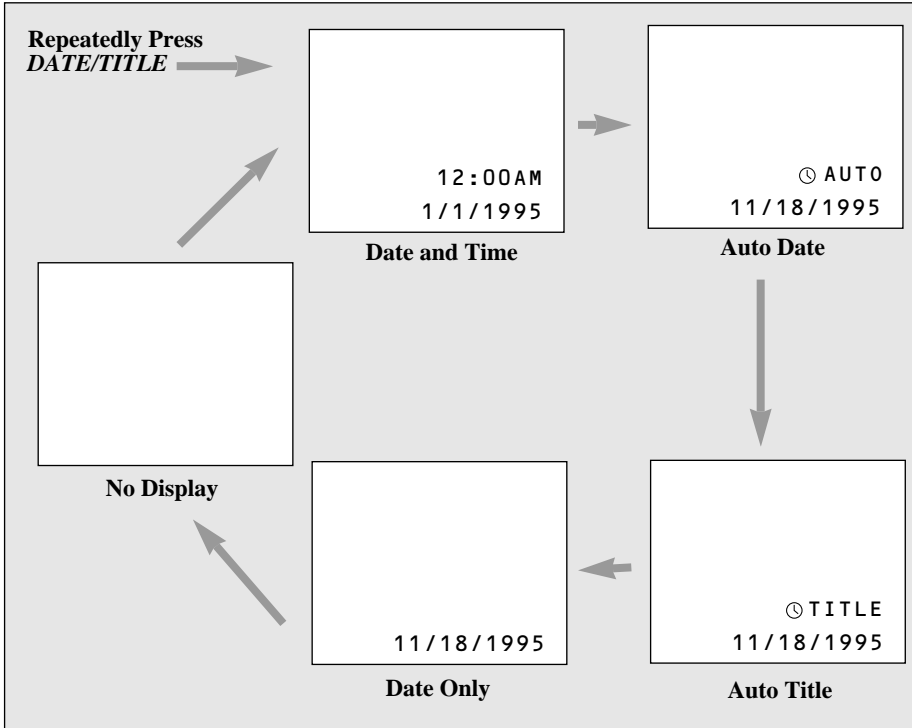 Repeatedly Press
DATE/TITLE
12:00AM
1/1/1995
Date and Time
AUTO
11/18/1995
Auto Date
No Display
11/18/1995
Date Only
TITLE
11/18/1995
Auto Title